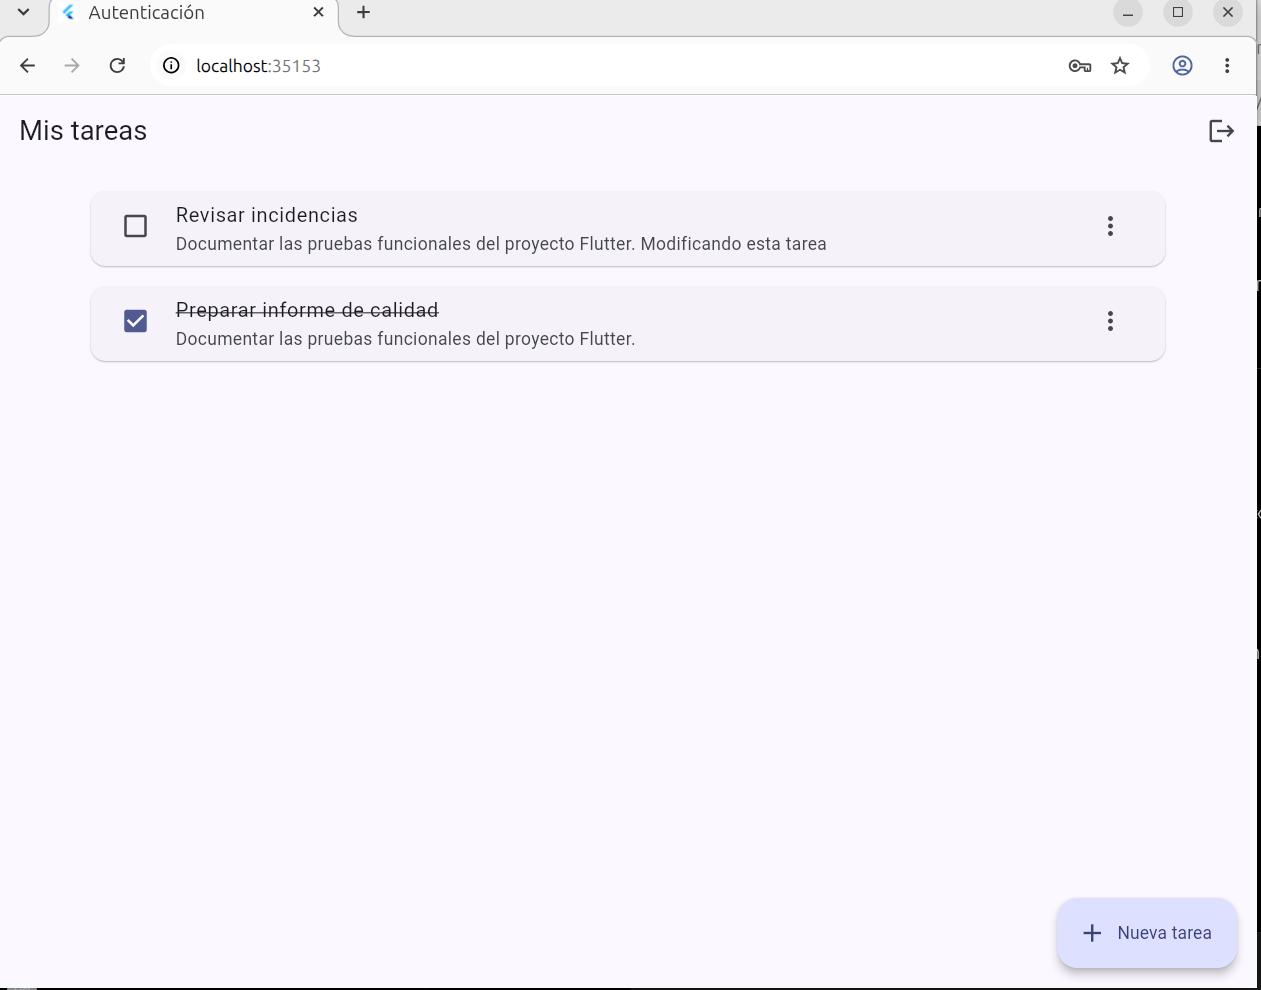 Autenticación
localhost:35153
Mis tareas
Revisar incidencias
Documentar las pruebas funcionales del proyecto Flutter. Modificando esta tarea
Preparar informe de calidad
Documentar las pruebas funcionales del proyecto Flutter.
Nueva tarea